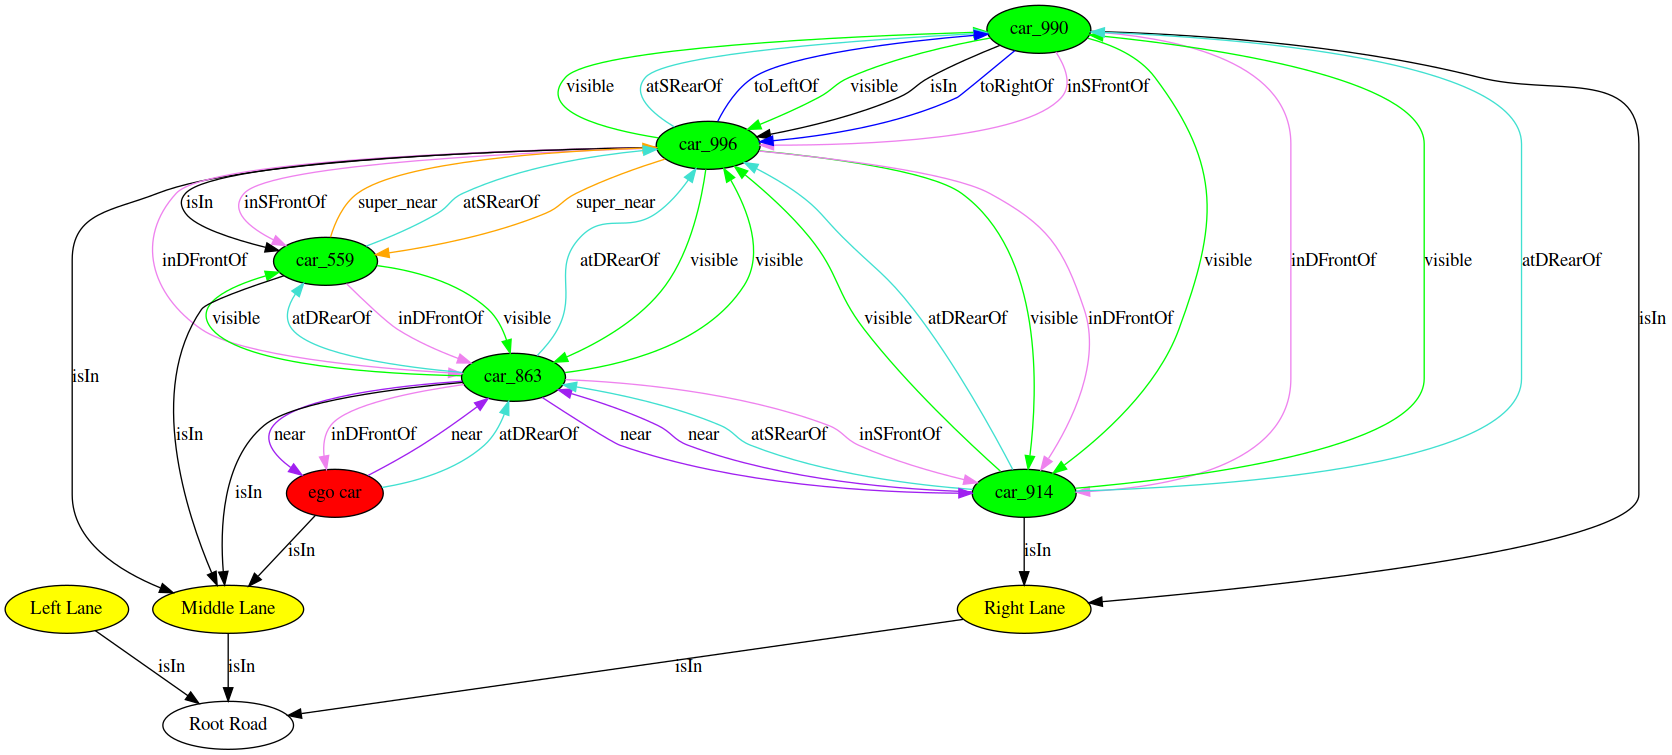 car_990
visible
atSRearOf
toLeftOf
visible
isIn
toRightOf
inSFrontOf
car_996
isIn
inSFrontOf
super_near
atSRearOf
super_near
inDFrontOf
car_559
atDRearOf
visible
visible
visible
inDFrontOf
visible
atDRearOf
visible
atDRearOf
inDFrontOf
visible
visible
atDRearOf
visible
inDFrontOf
isIn
isIn
car_863
near
inDFrontOf
near
atDRearOf
near
near
atSRearOf
inSFrontOf
isIn
isIn
ego car
car_914
isIn
isIn
Left Lane
Middle Lane
Right Lane
isIn
isIn
isIn
Root Road